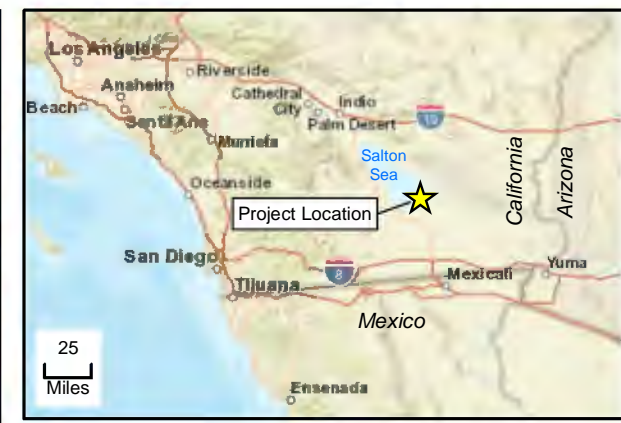 Los Angeles
Riverside
Anaheim
Cathedral
City
Indio
Beach
Palm Desert
10
Santa Ana
Murrieta
Salton
Sea
California
Arizona
Oceanside
Project Location
San Diego
8
Mexicali
Yuma
Tijuana
Mexico
25
Miles
Ensenada